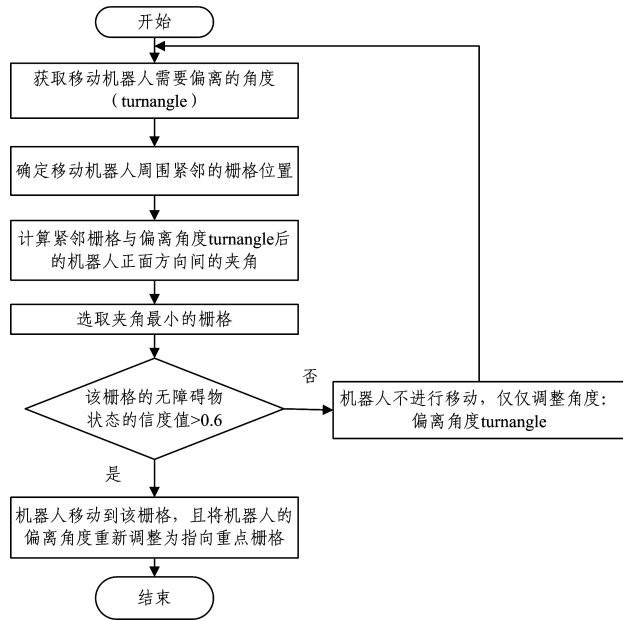 开始
获取移动机器人需要偏离的角度
（turnangle）
确定移动机器人周围紧邻的栅格位置
计算紧邻栅格与偏离角度turnangle后
的机器人正面方向间的夹角
选取夹角最小的栅格
该栅格的无障碍物
状态的信度值>0.6
否
机器人不进行移动，仅仅调整角度：
偏离角度turnangle
是
机器人移动到该栅格，且将机器人的
偏离角度重新调整为指向重点栅格
结束